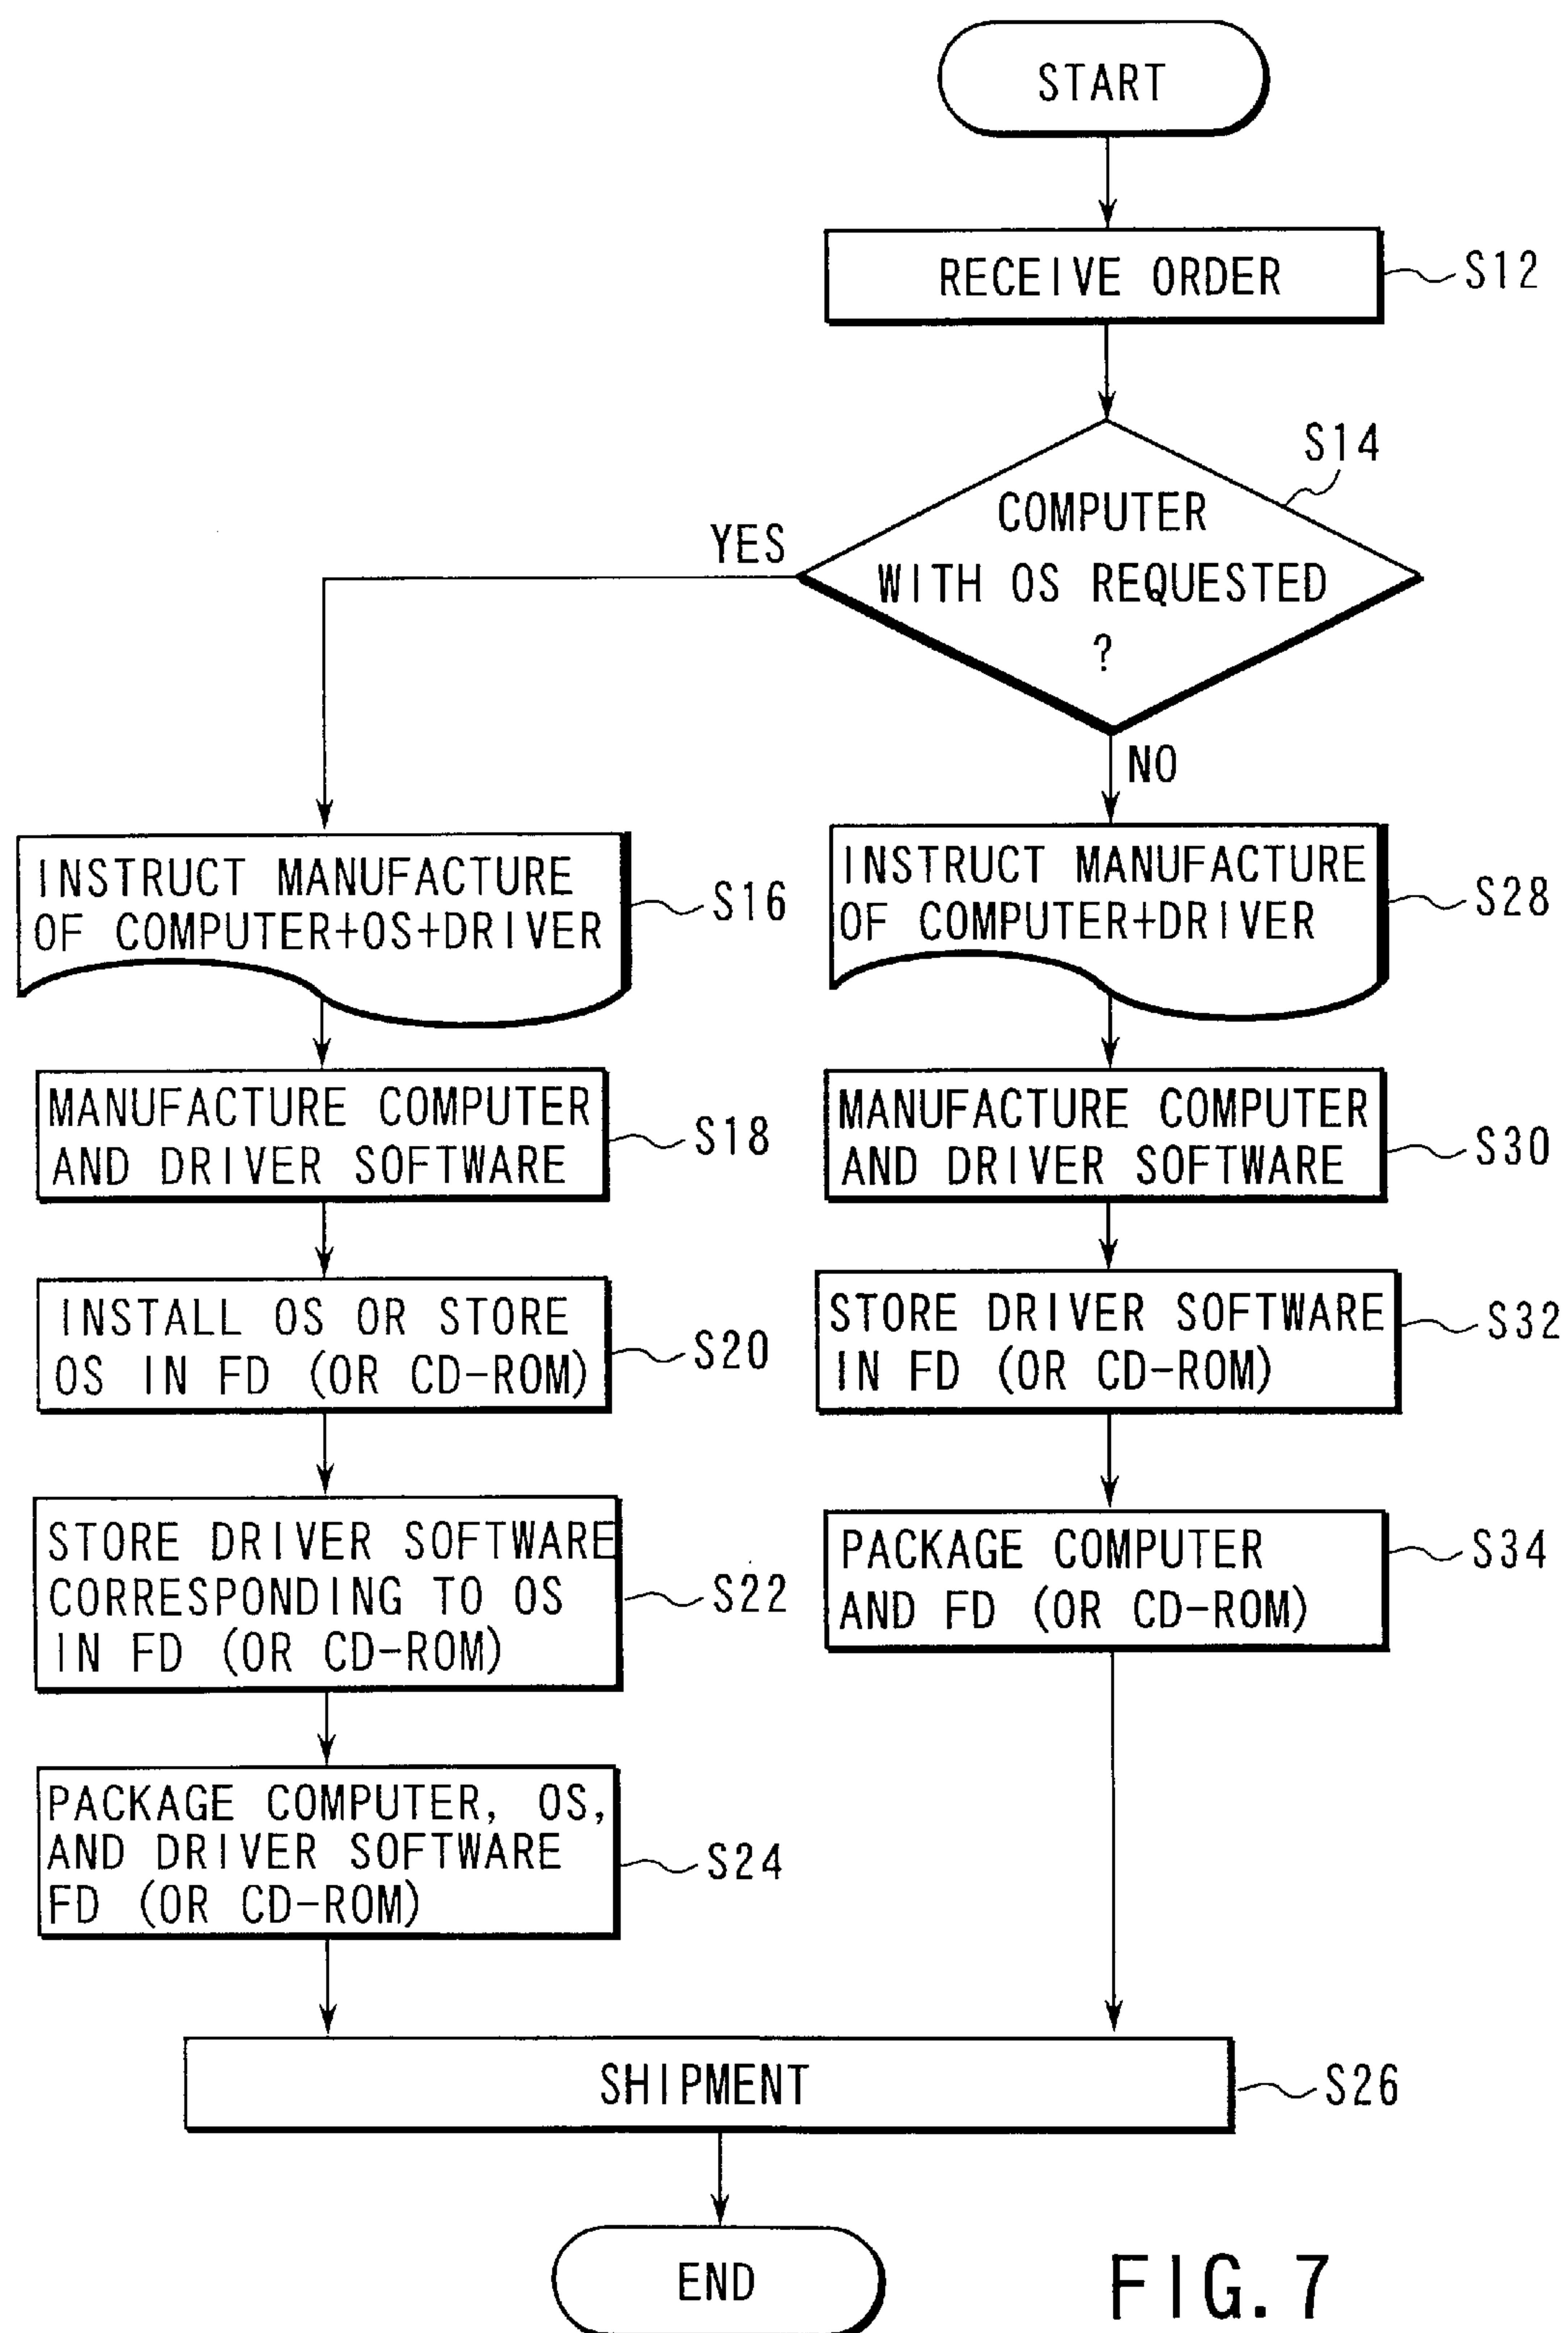 START
RECEIVE ORDER
S12
S14
COMPUTER
WITH OS REQUESTED
?
YES
NO
INSTRUCT MANUFACTURE
OF COMPUTER+OS+DRIVER
S16
MANUFACTURE COMPUTER
AND DRIVER SOFTWARE
S18
INSTALL OS OR STORE
OS IN FD (OR CD-ROM)
S20
STORE DRIVER SOFTWARE
CORRESPONDING TO OS
IN FD (OR CD-ROM)
S22
PACKAGE COMPUTER, OS,
AND DRIVER SOFTWARE
FD (OR CD-ROM)
S24
INSTRUCT MANUFACTURE
OF COMPUTER+DRIVER
S28
MANUFACTURE COMPUTER
AND DRIVER SOFTWARE
S30
STORE DRIVER SOFTWARE
IN FD (OR CD-ROM)
S32
PACKAGE COMPUTER
AND FD (OR CD-ROM)
S34
SHIPMENT
S26
END
FIG. 7